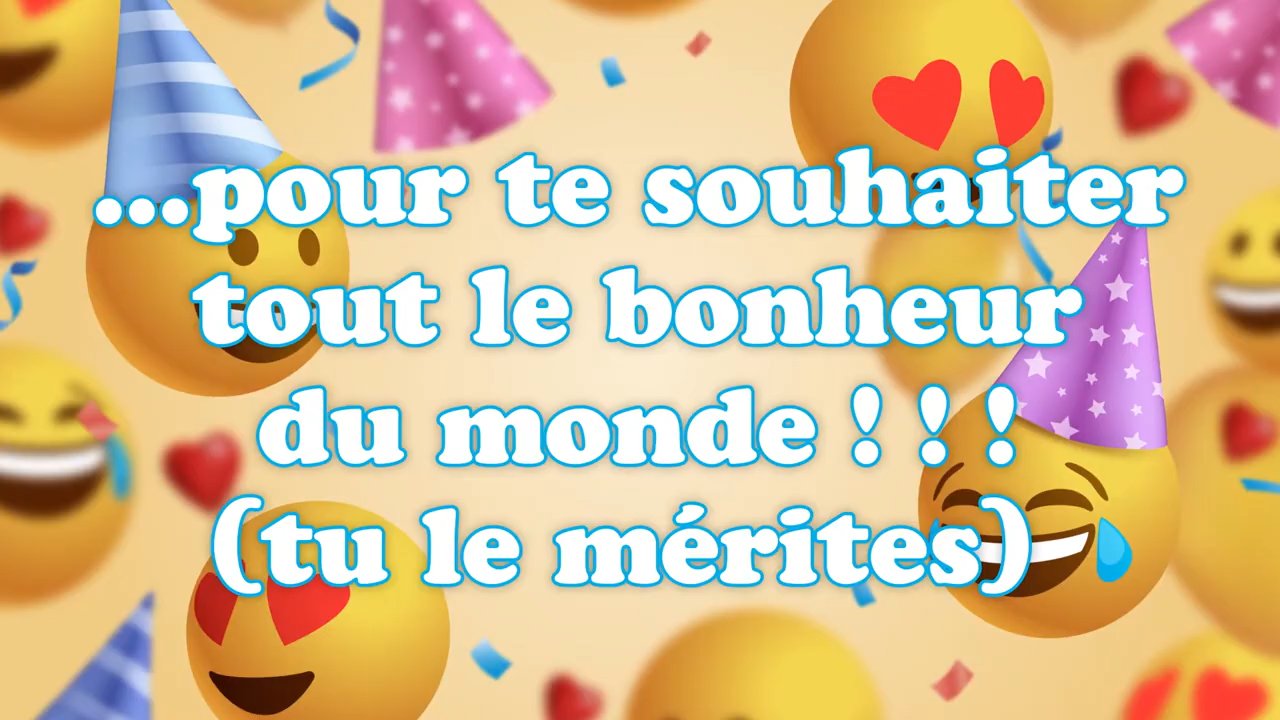 ...pour te souhaiter
tout le bonheur
du monde ! ! !
(tu le mérites)